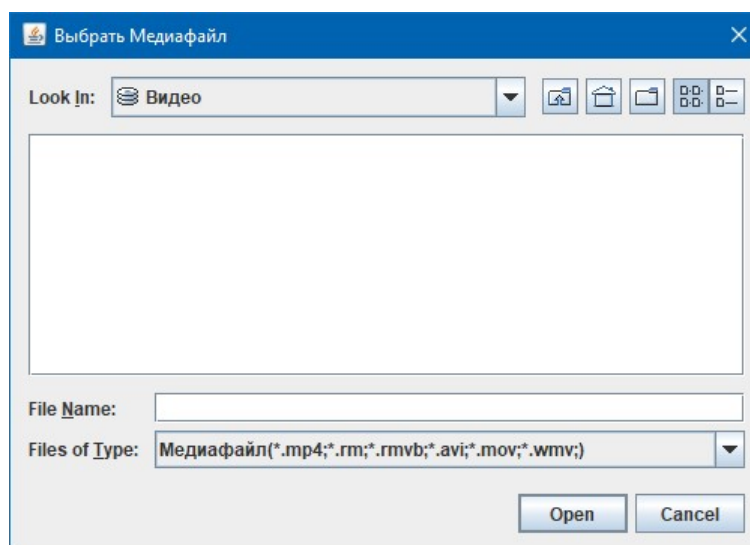 Выбрать Медиафайл
Look In: Видео
File Name:
Files of Type: Медиафайл(*.mp4;*.rm;*.rmvb;*.avi;*.mov;*.wmv;)
Open Cancel